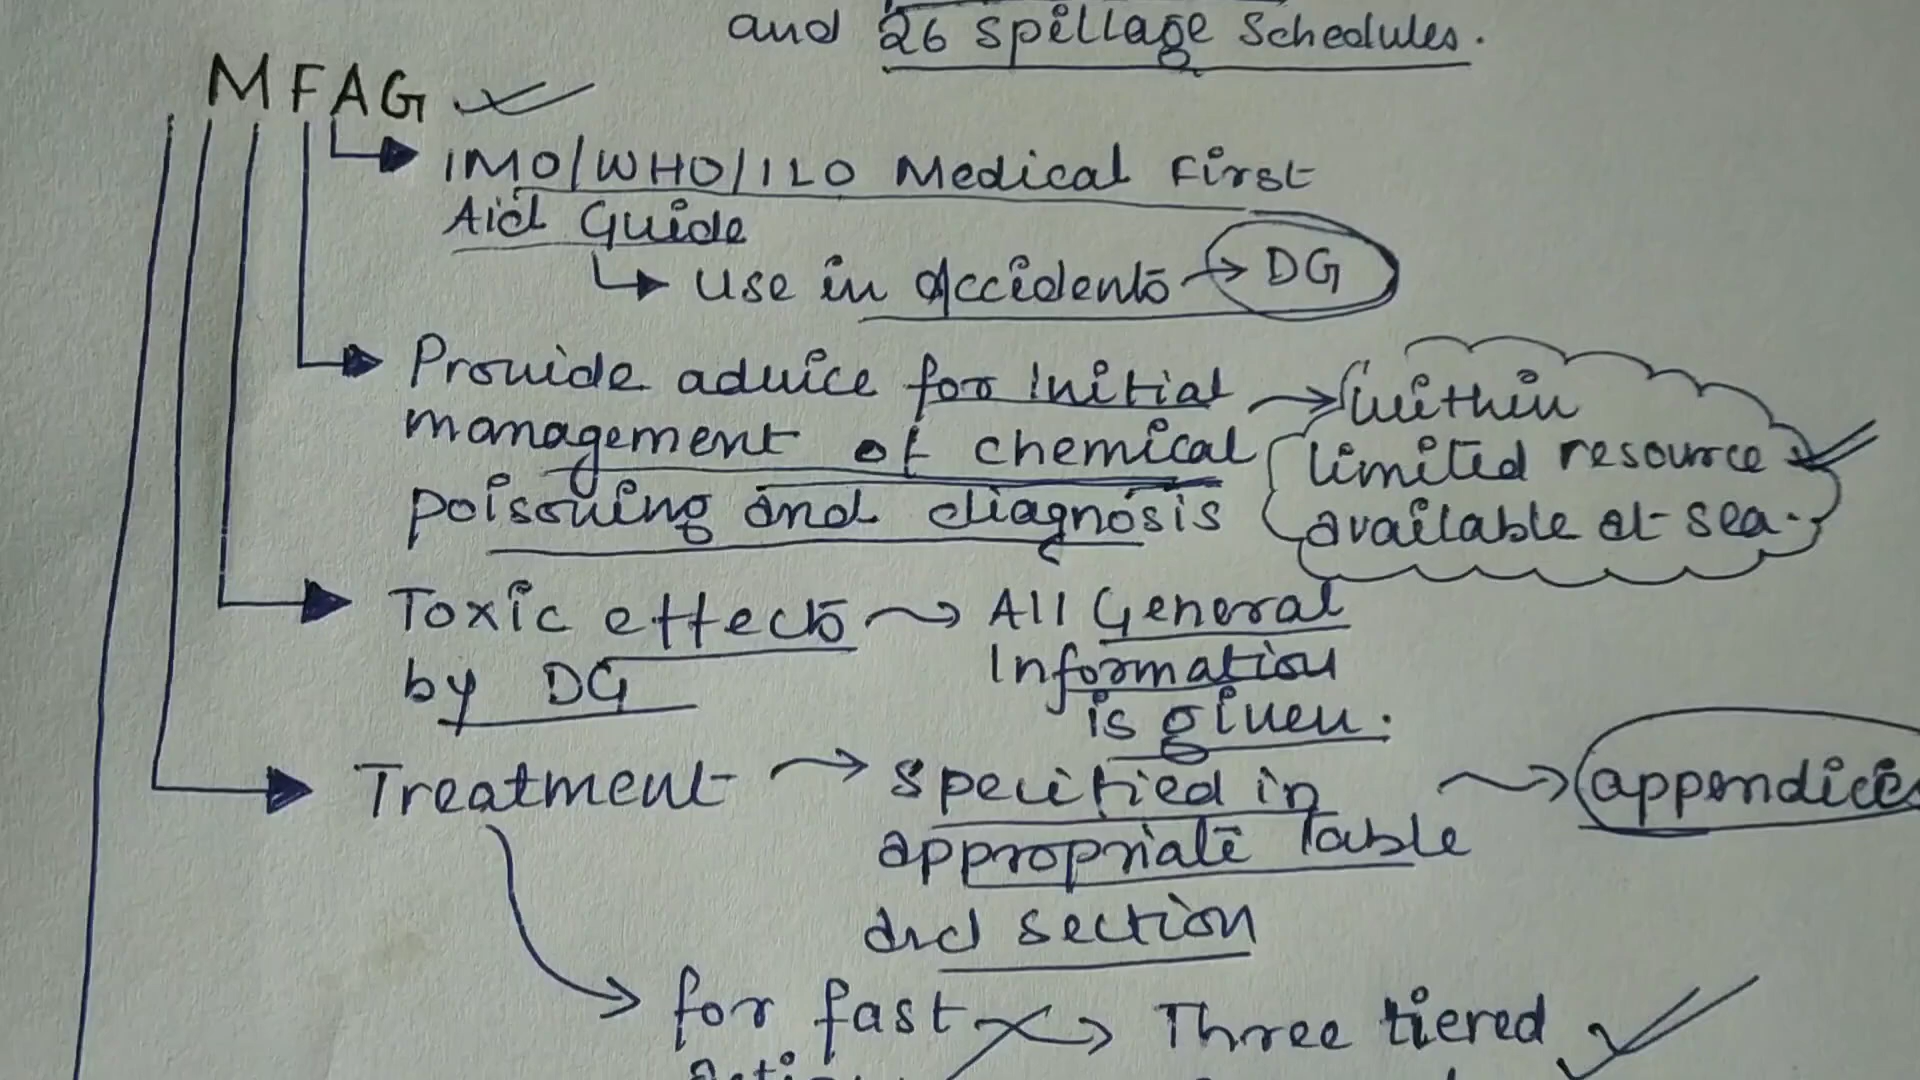 and 26 spillage schedules.
MFAG
IMO/WHO/ILO Medical First
Aid Guide
Use in Accidents → DG
Provide advice for initial
management of chemical
poisoning and diagnosis
within
limited resource
available at sea.
Toxic effects
by DG
All General
Information
is given.
Treatment → specified in
appropriate Table
and section
appendices
for fast → Three tiered